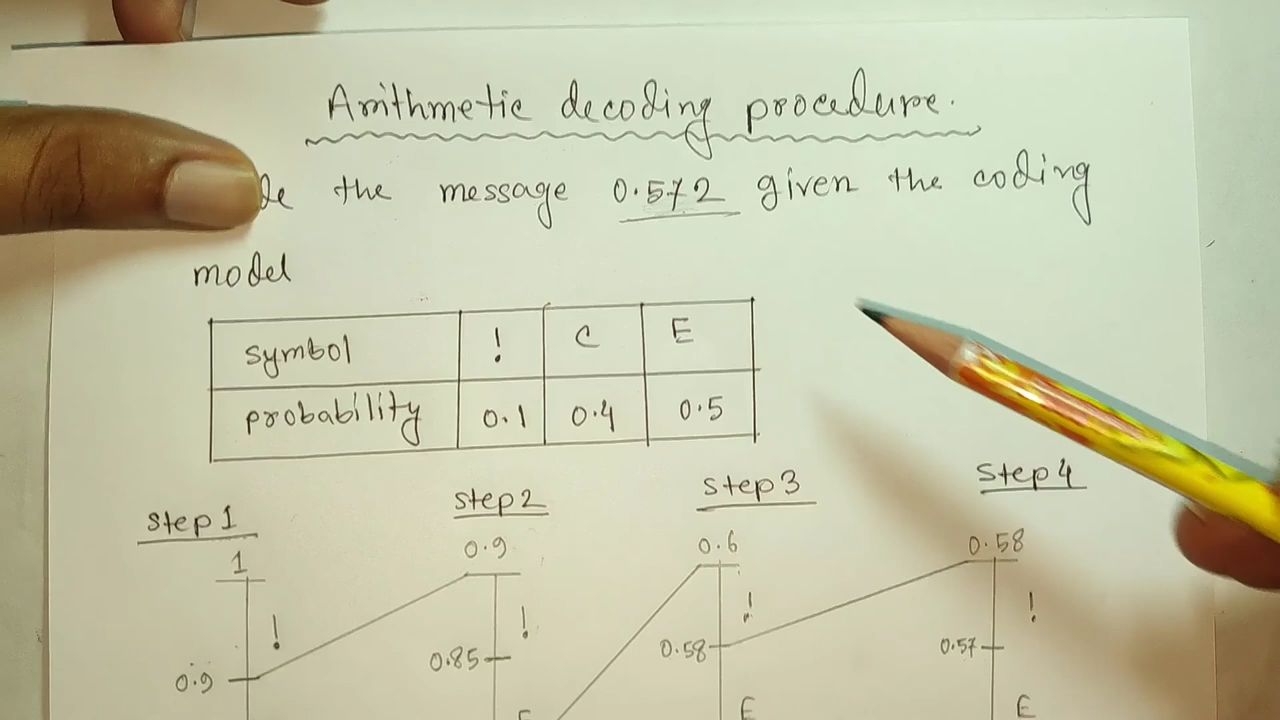 Arithmetic decoding procedure.
de the message 0.572 given the coding
model
symbol ! C E
probability 0.1 0.4 0.5
Step 1 Step 2 Step 3 Step 4
1 0.9 0.6 0.58
! ! ! !
0.9 0.85 0.58 0.57
E E E